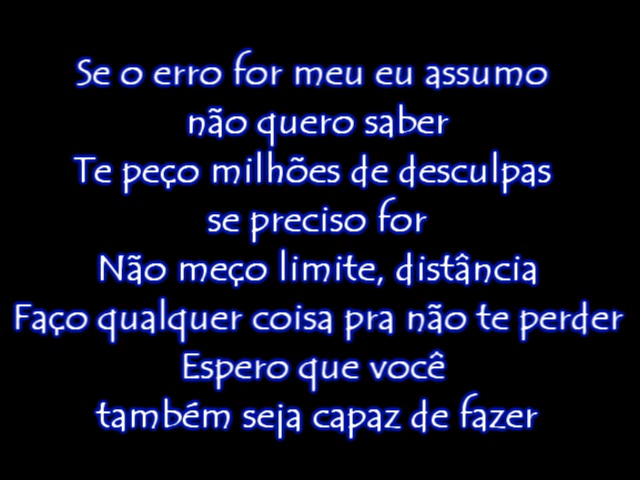 Se o erro for meu eu assumo
não quero saber
Te peço milhões de desculpas
se preciso for
Não meço limite, distância
Faço qualquer coisa pra não te perder
Espero que você
também seja capaz de fazer